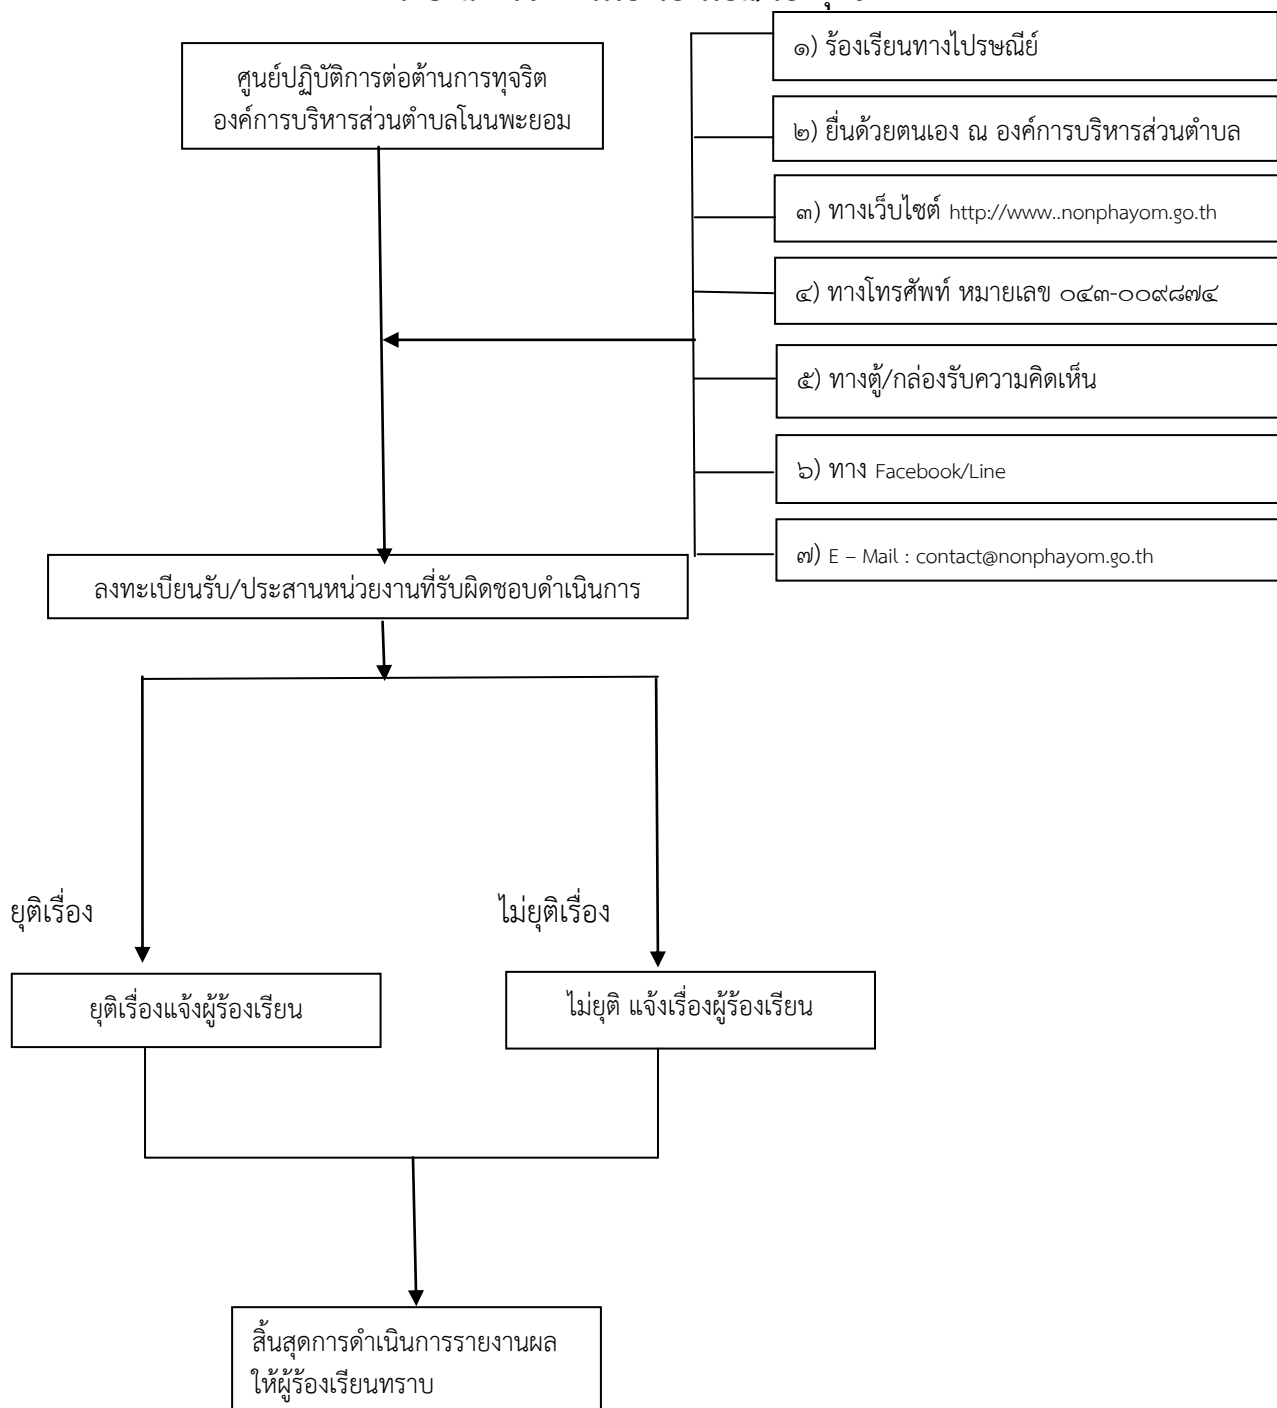 ศูนย์ปฏิบัติการต่อต้านการทุจริต
องค์การบริหารส่วนตำบลโนนพะยอม
๑) ร้องเรียนทางไปรษณีย์
๒) ยื่นด้วยตนเอง ณ องค์การบริหารส่วนตำบล
๓) ทางเว็บไซต์ http://www..nonphayom.go.th
๔) ทางโทรศัพท์ หมายเลข ๐๔๓-๐๐๙๘๗๔
๕) ทางตู้/กล่องรับความคิดเห็น
๖) ทาง Facebook/Line
๗) E – Mail : contact@nonphayom.go.th
ลงทะเบียนรับ/ประสานหน่วยงานที่รับผิดชอบดำเนินการ
ยุติเรื่อง
ไม่ยุติเรื่อง
ยุติเรื่องแจ้งผู้ร้องเรียน
ไม่ยุติ แจ้งเรื่องผู้ร้องเรียน
สิ้นสุดการดำเนินการรายงานผล
ให้ผู้ร้องเรียนทราบ